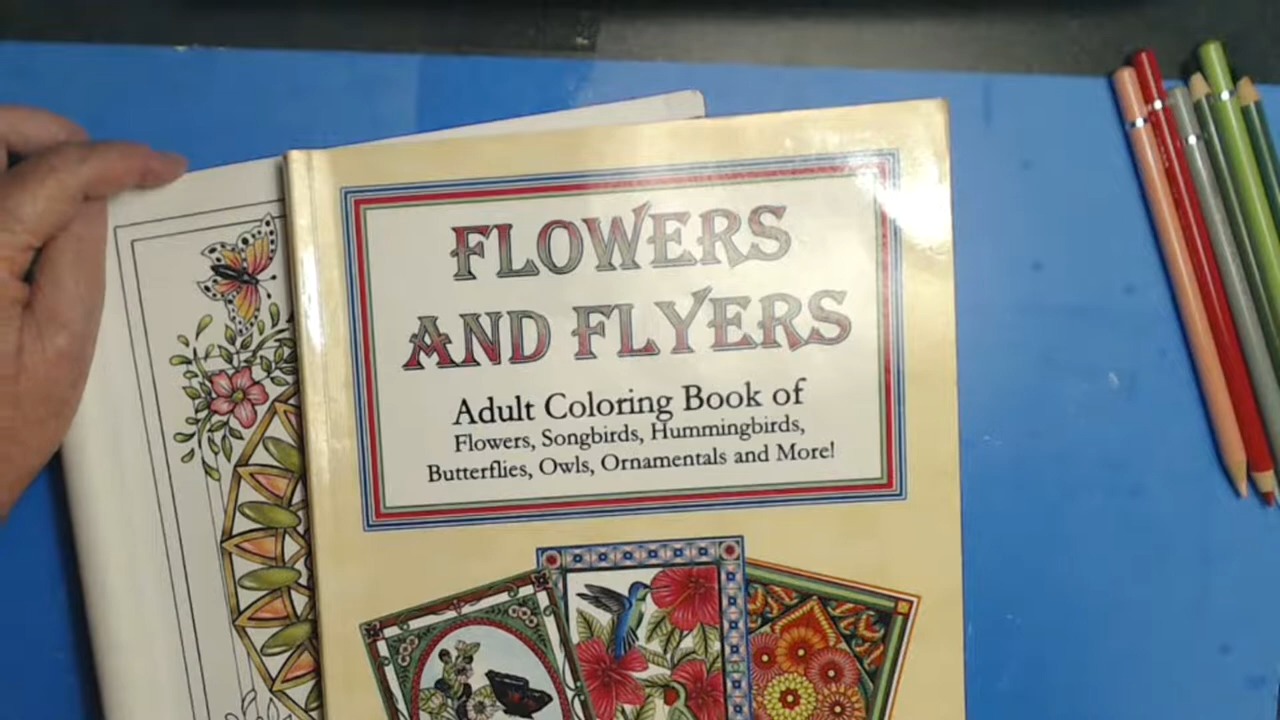 FLOWERS
AND FLYERS
Adult Coloring Book of
Flowers, Songbirds, Hummingbirds,
Butterflies, Owls, Ornamentals and More!